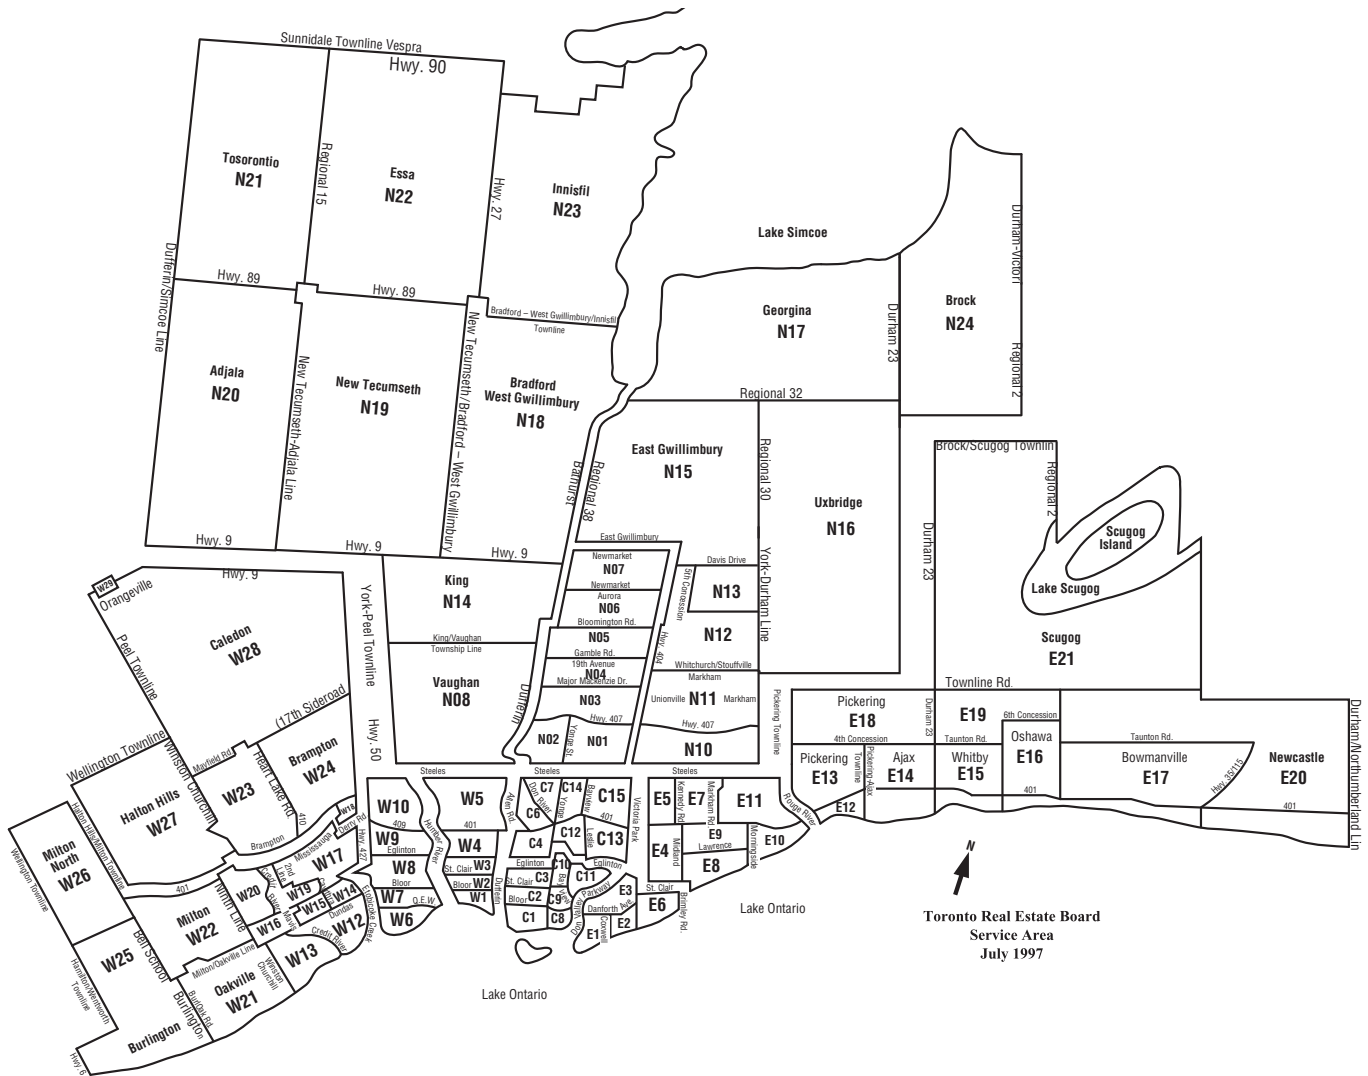 Sunnidale Townline Vespra
Hwy. 90
Tosorontio
N21
Regional 15
Essa
N22
Hwy. 27
Innisfil
N23
Lake Simcoe
Dufferin/Simcoe Line
Hwy. 89
Hwy. 89
Bradford – West Gwillimbury/Innisfil
Townline
Georgina
N17
Durham 23
Brock
N24
Durham-Victori
Regional 2
Adjala
N20
New Tecumseth-Adjala Line
New Tecumseth
N19
New Tecumseth/Bradford – West Gwillimbury
Bradford
West Gwillimbury
N18
Bathurst
Regional 38
Regional 32
East Gwillimbury
N15
Regional 30
Uxbridge
N16
Durham 23
Brock/Scugog Townlin
Regional 2
Scugog
Island
Lake Scugog
Scugog
E21
Hwy. 9
Hwy. 9
Hwy. 9
East Gwillimbury
Newmarket
N07
Newmarket
Aurora
N06
Bloomington Rd.
N05
Gamble Rd.
19th Avenue
N04
Major Mackenzie Dr.
N03
Hwy. 407
N02
Yonge St.
N01
Davis Drive
5th Concession
N13
N12
Hwy. 404
York-Durham Line
Whitchurch/Stouffville
Markham
Unionville
N11
Markham
Hwy. 407
N10
W29
Orangeville
Hwy. 9
Peel Townline
Caledon
W28
York-Peel Townline
Hwy. 50
King
N14
King/Vaughan
Township Line
Vaughan
N08
Dufferin
(17th Sideroad
Mayfield Rd
Wellington Townline
Winston Churchill
Heart Lake Rd
Brampton
W24
W23
410
Halton Hills
W27
Halton Hills/Milton Townline
Milton
North
W26
Wellington Townline
Brampton
Mississauga
W18
Derry Rd
Hwy. 427
401
W20
Credit
River
2nd
Line
W17
W19
Mavis
W15
W14
Dundas
W16
Credit River
W12
Etobicoke Creek
W13
Milton
W22
Ninth Line
Bell School
Milton/Oakville Line
Winston
Churchill
Oakville
W21
BurlOak Rd.
Burlington
W25
Hamilton/Wentworth
Townline
Burlington
Hwy. 6
Steeles
W10
409
W9
Eglinton
W8
Bloor
W7
Q.E.W.
W6
Humber River
W5
401
W4
St. Clair
W3
Bloor
W2
W1
Dufferin
Allen Rd.
Steeles
C7
Don River
C6
C14
Yonge
Bayview
C15
401
C12
Leslie
C13
C4
Eglinton
C10
Eglinton
St. Clair
C3
C11
Bloor
C2
C9
C1
C8
Don Valley Parkway
Victoria Park
Steeles
E5
Kennedy Rd
E7
Markham Rd
E11
E9
Lawrence
E4
Midland
E8
Morningside
E10
Rouge River
St. Clair
E3
Danforth Ave.
E6
Brimley Rd.
E1
Coxwell
E2
Pickering Townline
Townline Rd.
Pickering
E18
4th Concession
Durham 23
E19
Taunton Rd.
6th Concession
Oshawa
E16
Taunton Rd.
Pickering
E13
Townline
Pickering-Ajax
Ajax
E14
Whitby
E15
E12
401
Bowmanville
E17
Hwy. 35/115
Newcastle
E20
401
Durham/Northumberland Lin
Lake Ontario
Lake Ontario
N
Toronto Real Estate Board
Service Area
July 1997